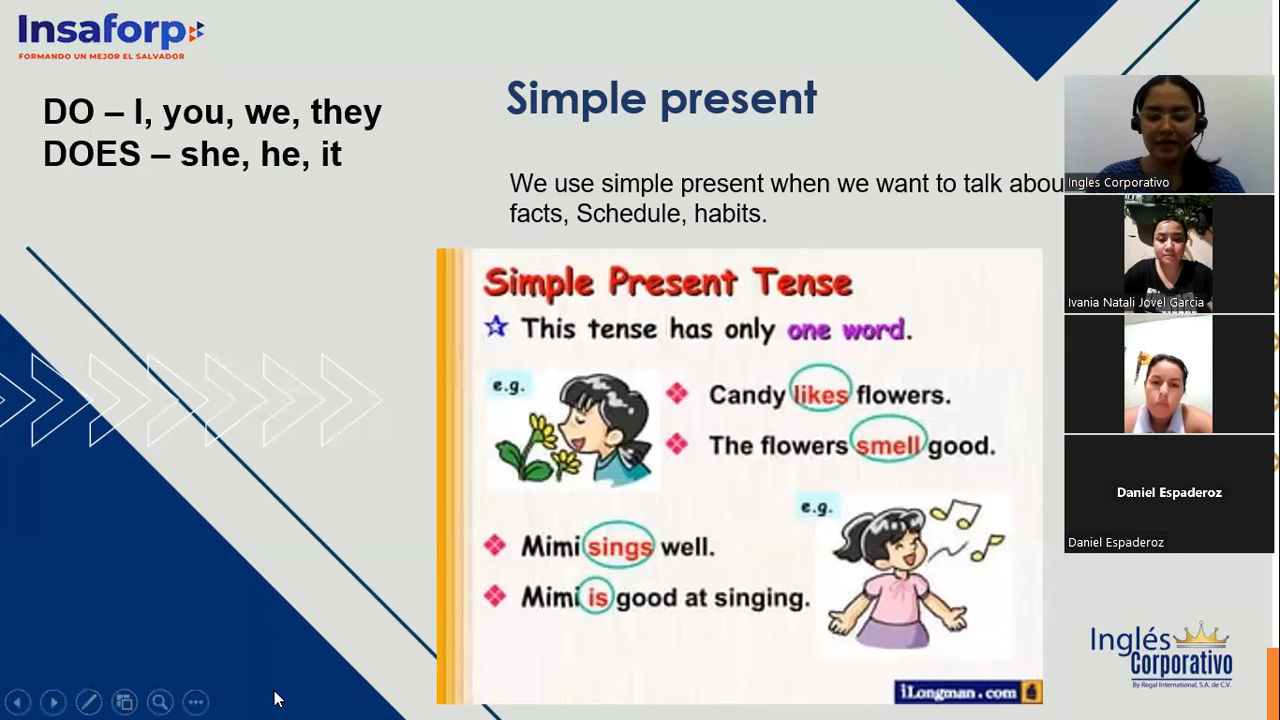 Insaforp
FORMANDO UN MEJOR EL SALVADOR
DO – I, you, we, they
DOES – she, he, it
Simple present
We use simple present when we want to talk abou
facts, Schedule, habits.
Simple Present Tense
This tense has only one word.
e.g.
Candy likes flowers.
The flowers smell good.
e.g.
Mimi sings well.
Mimi is good at singing.
iLongman.com
Ingles Corporativo
Ivania Natali Jovel Garcia
Daniel Espaderoz
Daniel Espaderoz
Inglés
Corporativo
By Regal International, S.A. de C.V.